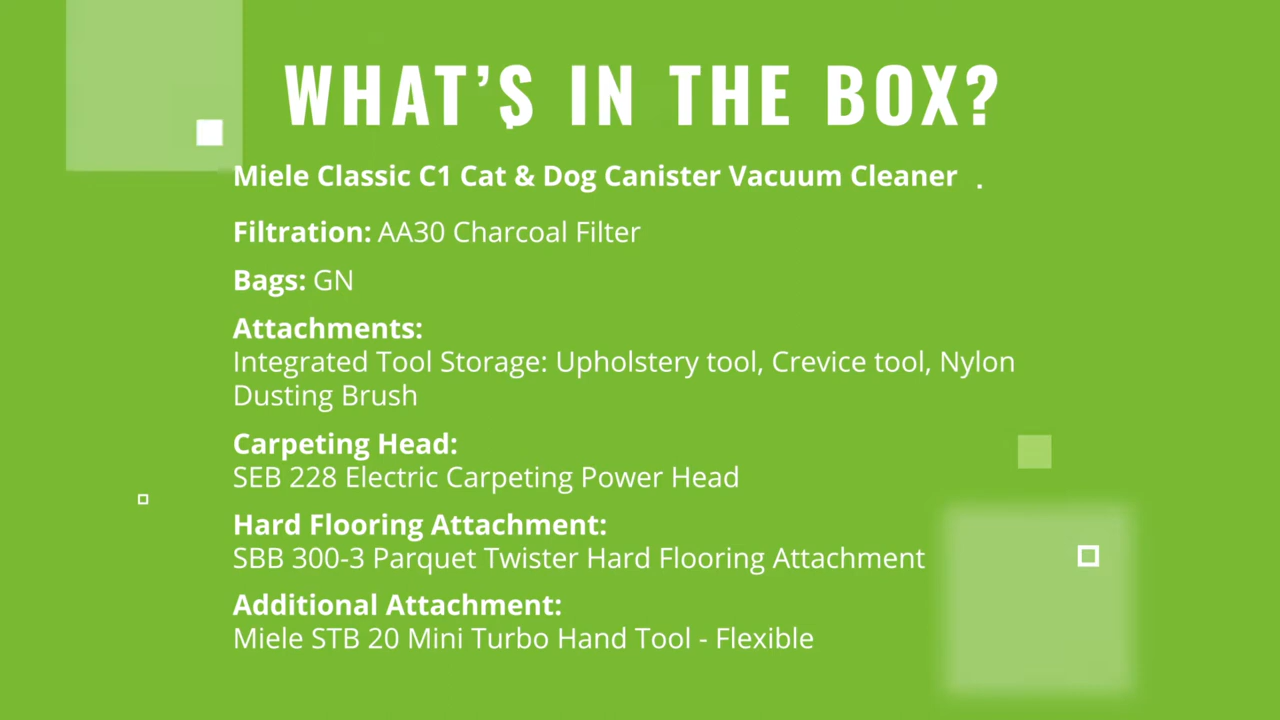 WHAT'S IN THE BOX?
Miele Classic C1 Cat & Dog Canister Vacuum Cleaner
Filtration: AA30 Charcoal Filter
Bags: GN
Attachments:
Integrated Tool Storage: Upholstery tool, Crevice tool, Nylon
Dusting Brush
Carpeting Head:
SEB 228 Electric Carpeting Power Head
Hard Flooring Attachment:
SBB 300-3 Parquet Twister Hard Flooring Attachment
Additional Attachment:
Miele STB 20 Mini Turbo Hand Tool - Flexible